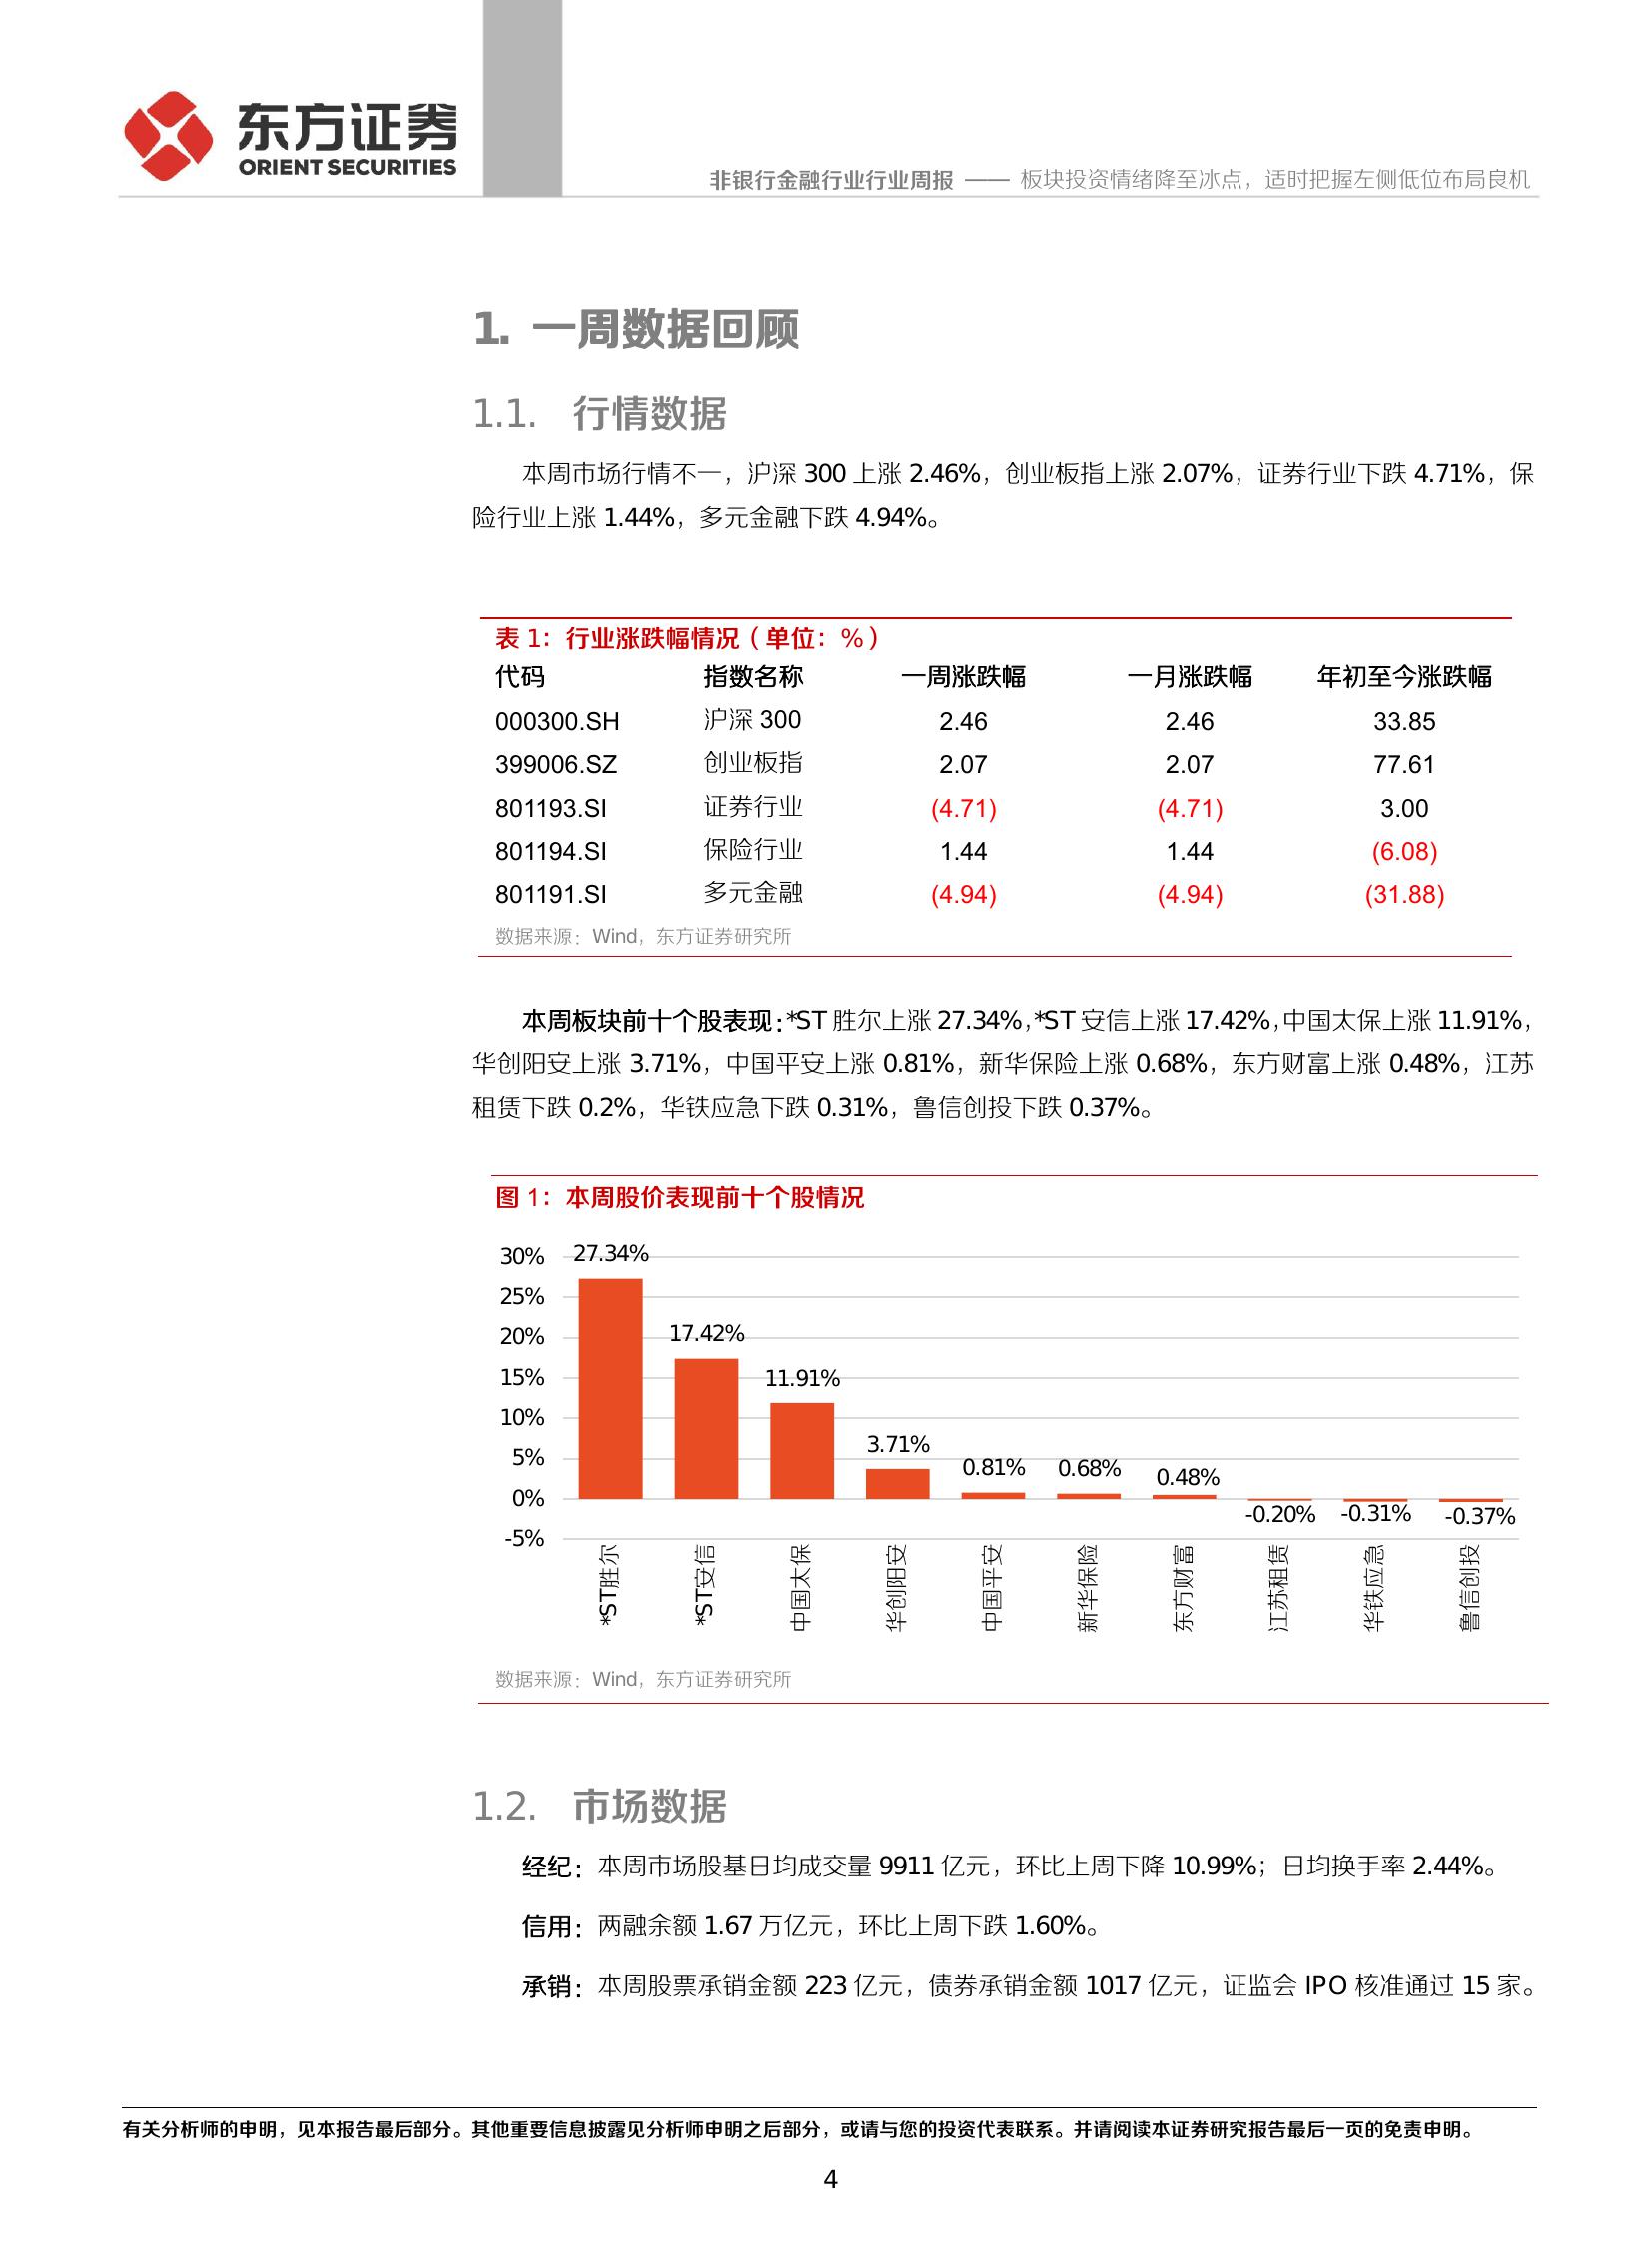 东方证券
ORIENT SECURITIES
非银行金融行业行业周报 —— 板块投资情绪降至冰点，适时把握左侧低位布局良机
1. 一周数据回顾
1.1. 行情数据
本周市场行情不一，沪深 300 上涨 2.46%，创业板指上涨 2.07%，证券行业下跌 4.71%，保
险行业上涨 1.44%，多元金融下跌 4.94%。
表 1：行业涨跌幅情况（单位：%）
代码 指数名称 一周涨跌幅 一月涨跌幅 年初至今涨跌幅
000300.SH 沪深 300 2.46 2.46 33.85
399006.SZ 创业板指 2.07 2.07 77.61
801193.SI 证券行业 (4.71) (4.71) 3.00
801194.SI 保险行业 1.44 1.44 (6.08)
801191.SI 多元金融 (4.94) (4.94) (31.88)
数据来源：Wind，东方证券研究所
本周板块前十个股表现：*ST 胜尔上涨 27.34%，*ST 安信上涨 17.42%，中国太保上涨 11.91%，
华创阳安上涨 3.71%，中国平安上涨 0.81%，新华保险上涨 0.68%，东方财富上涨 0.48%，江苏
租赁下跌 0.2%，华铁应急下跌 0.31%，鲁信创投下跌 0.37%。
图 1：本周股价表现前十个股情况
30%
25%
20%
15%
10%
5%
0%
-5%
27.34%
17.42%
11.91%
3.71%
0.81%
0.68%
0.48%
-0.20%
-0.31%
-0.37%
*ST胜尔
*ST安信
中国太保
华创阳安
中国平安
新华保险
东方财富
江苏租赁
华铁应急
鲁信创投
数据来源：Wind，东方证券研究所
1.2. 市场数据
经纪：本周市场股基日均成交量 9911 亿元，环比上周下降 10.99%；日均换手率 2.44%。
信用：两融余额 1.67 万亿元，环比上周下跌 1.60%。
承销：本周股票承销金额 223 亿元，债券承销金额 1017 亿元，证监会 IPO 核准通过 15 家。
有关分析师的申明，见本报告最后部分。其他重要信息披露见分析师申明之后部分，或请与您的投资代表联系。并请阅读本证券研究报告最后一页的免责申明。
4